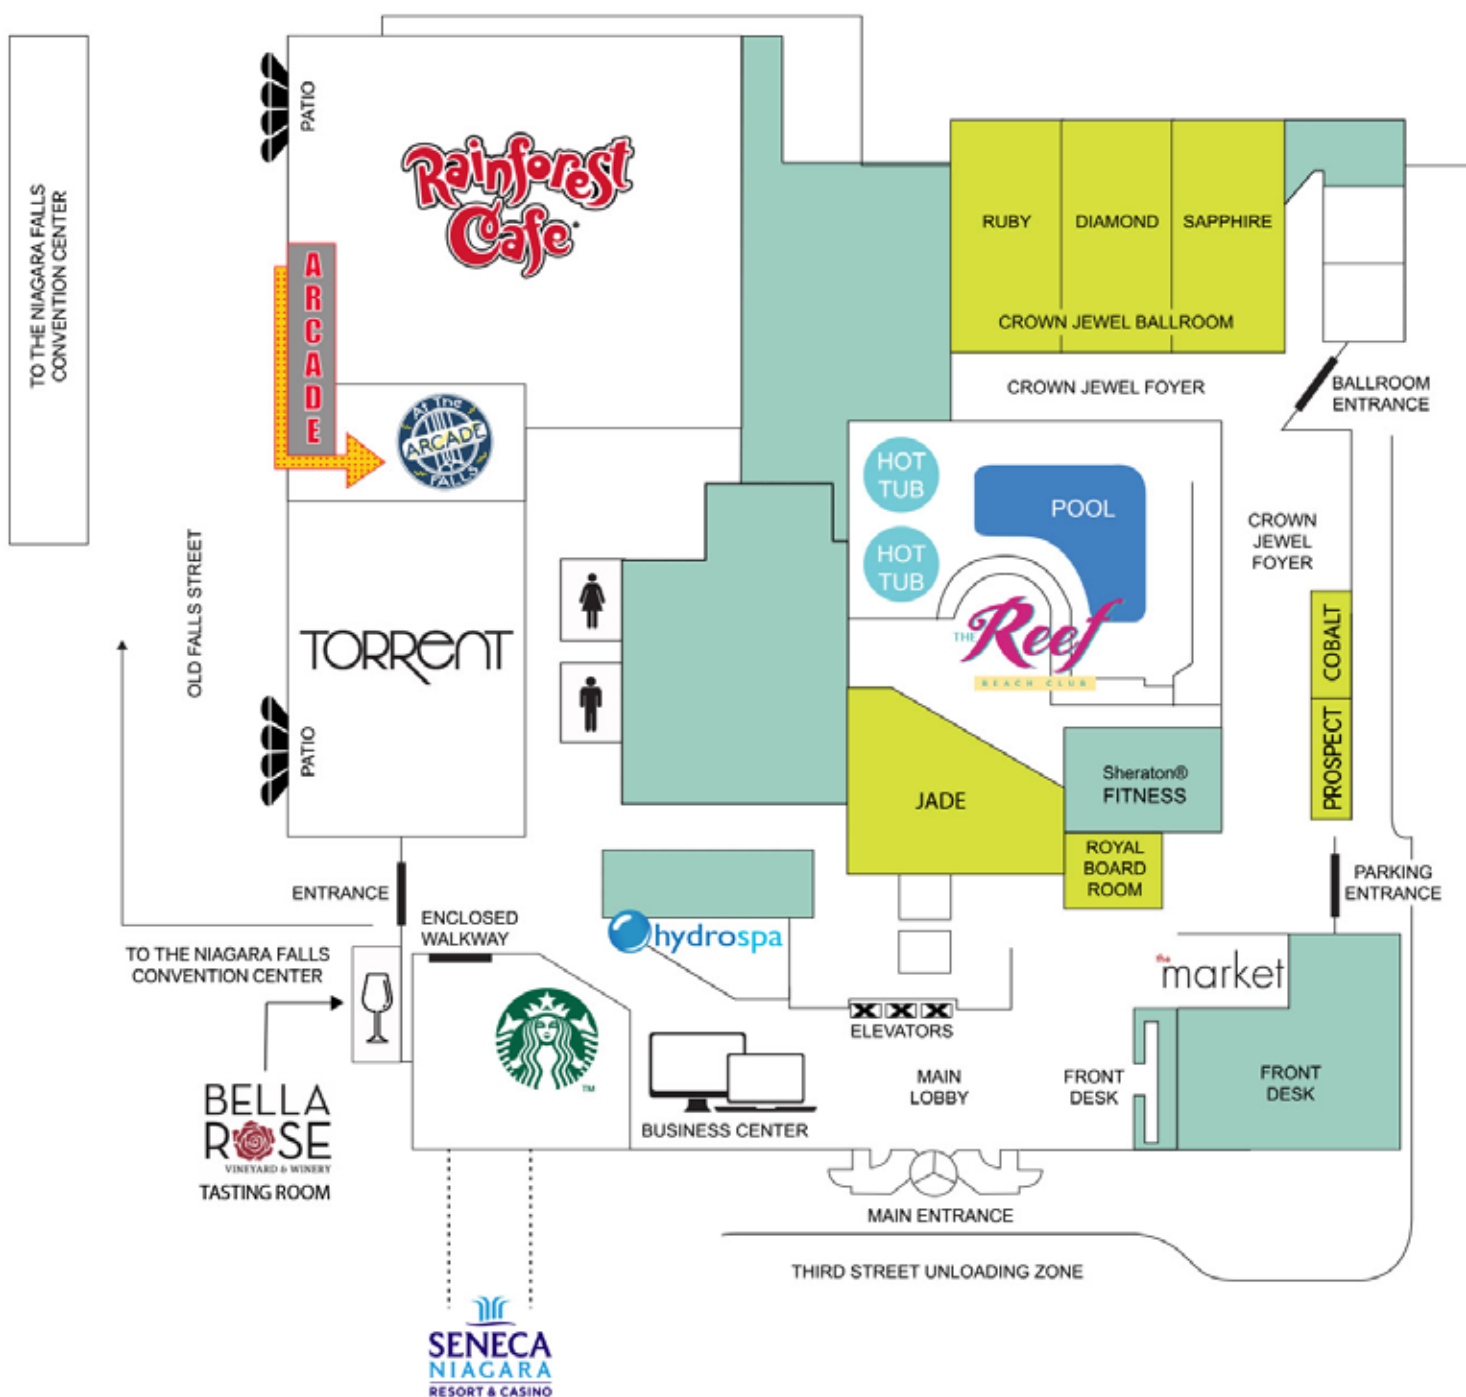 TO THE NIAGARA FALLS
CONVENTION CENTER
PATIO
Rainforest
Cafe®
ARCADE
At The
ARCADE
FALLS
RUBY
DIAMOND
SAPPHIRE
CROWN JEWEL BALLROOM
CROWN JEWEL FOYER
BALLROOM
ENTRANCE
HOT
TUB
HOT
TUB
POOL
CROWN
JEWEL
FOYER
THE
Reef
BEACH CLUB
OLD FALLS STREET
TORRENT
PATIO
COBALT
PROSPECT
JADE
Sheraton®
FITNESS
ROYAL
BOARD
ROOM
PARKING
ENTRANCE
ENTRANCE
ENCLOSED
WALKWAY
hydrospa
TO THE NIAGARA FALLS
CONVENTION CENTER
the
market
ELEVATORS
TM
BUSINESS CENTER
MAIN
LOBBY
FRONT
DESK
FRONT
DESK
BELLA
ROSE
VINEYARD & WINERY
TASTING ROOM
MAIN ENTRANCE
THIRD STREET UNLOADING ZONE
SENECA
NIAGARA
RESORT & CASINO